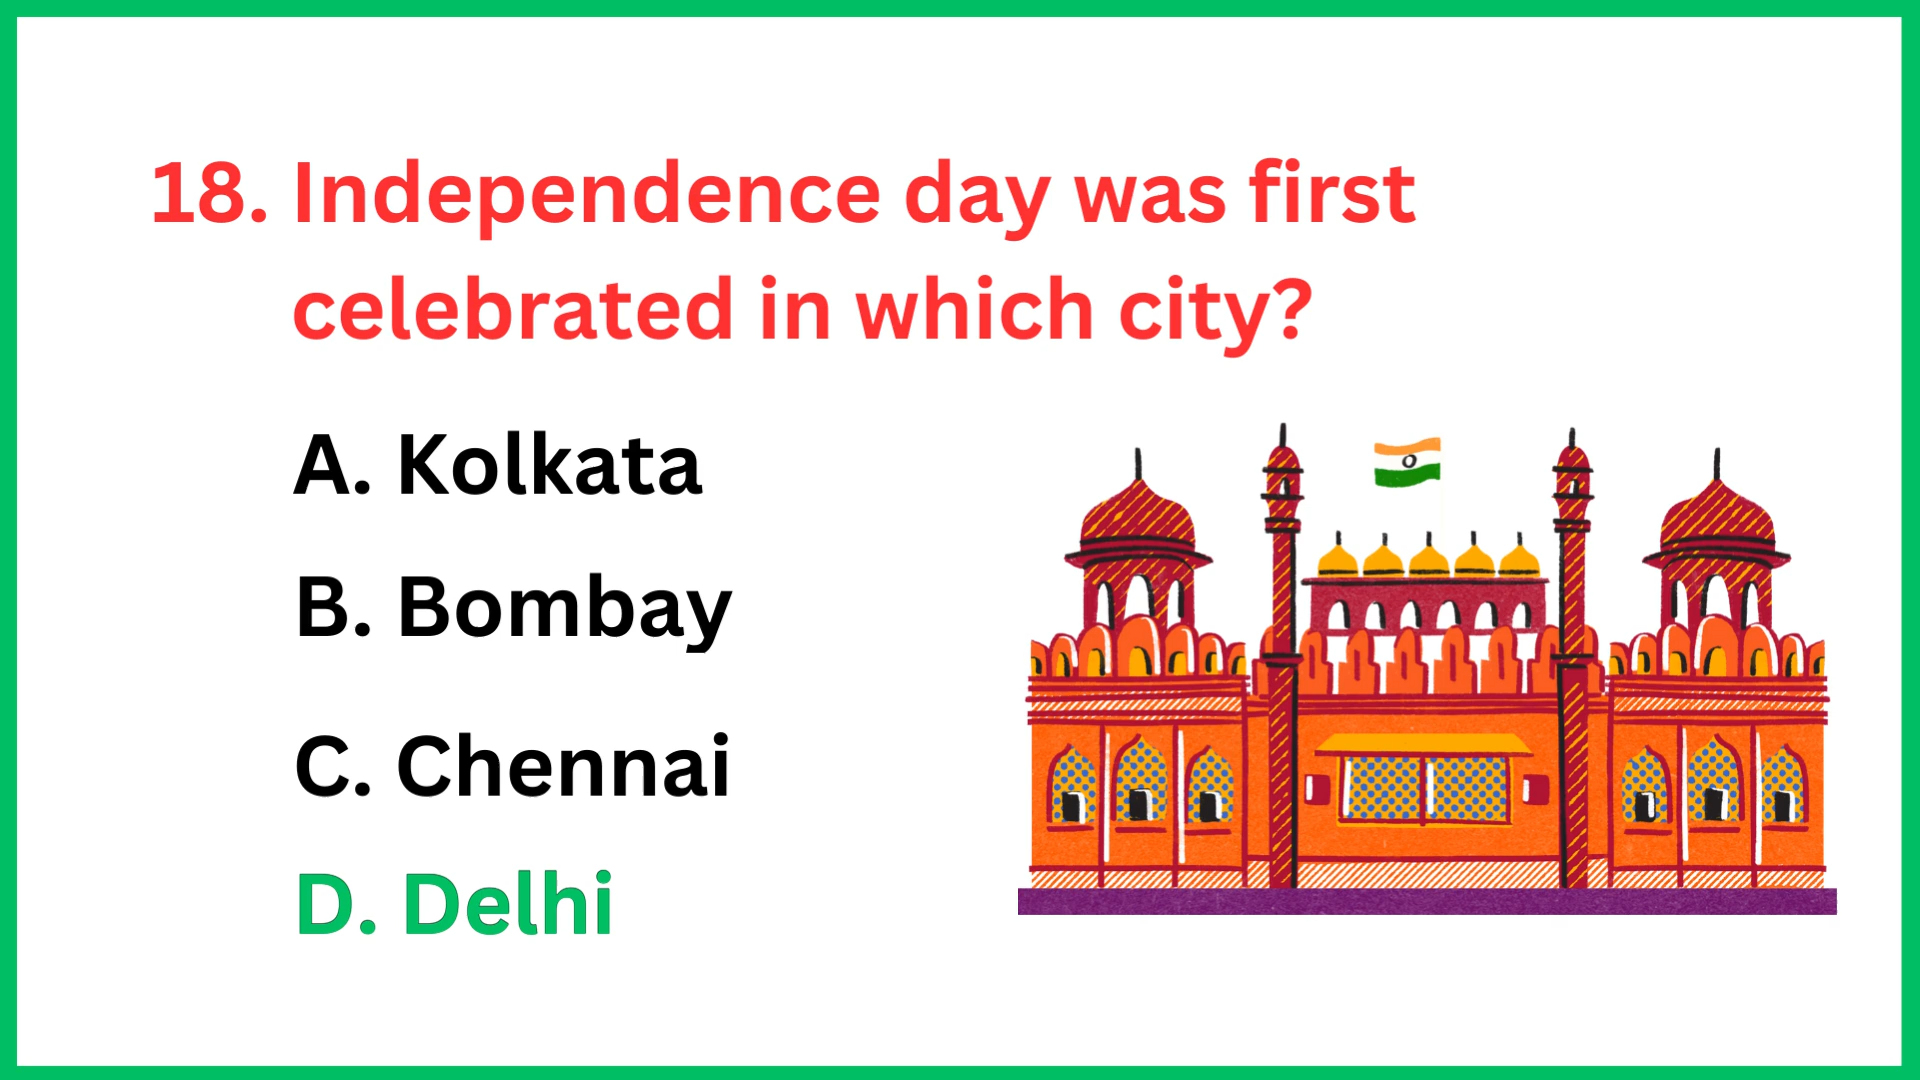 18. Independence day was first
celebrated in which city?
A. Kolkata
B. Bombay
C. Chennai
D. Delhi